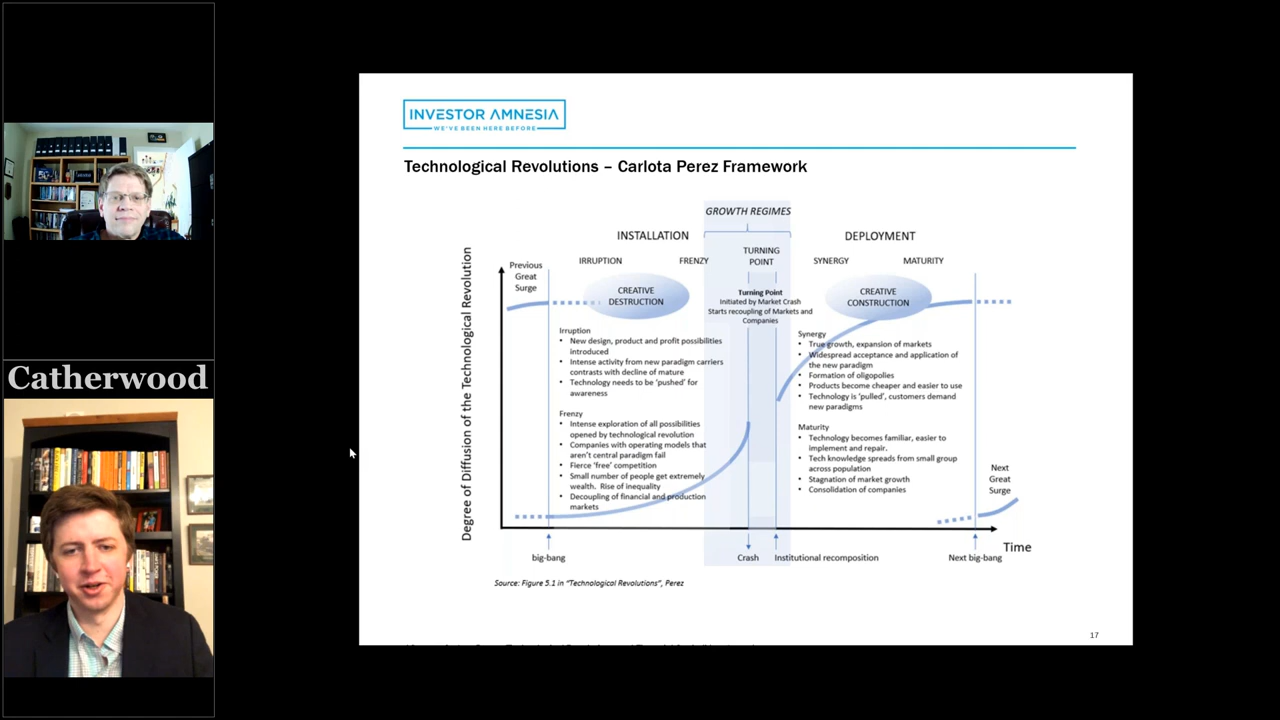 Catherwood
INVESTOR AMNESIA
WE'VE BEEN HERE BEFORE
Technological Revolutions – Carlota Perez Framework
GROWTH REGIMES
INSTALLATION
DEPLOYMENT
IRRUPTION
FRENZY
TURNING
POINT
SYNERGY
MATURITY
Degree of Diffusion of the Technological Revolution
Previous
Great
Surge
CREATIVE
DESTRUCTION
Turning Point
Initiated by Market Crash
Starts recoupling of Markets and
Companies
CREATIVE
CONSTRUCTION
Irruption
• New design, product and profit possibilities
introduced
• Intense activity from new paradigm carriers
contrasts with decline of mature
• Technology needs to be 'pushed' for
awareness
Frenzy
• Intense exploration of all possibilities
opened by technological revolution
• Companies with operating models that
aren't central paradigm fail
• Fierce 'free' competition
• Small number of people get extremely
wealth. Rise of inequality
• Decoupling of financial and production
markets
Synergy
• True growth, expansion of markets
• Widespread acceptance and application of
the new paradigm
• Formation of oligopolies
• Products become cheaper and easier to use
• Technology is 'pulled', customers demand
new paradigms
Maturity
• Technology becomes familiar, easier to
implement and repair.
• Tech knowledge spreads from small group
across population
• Stagnation of market growth
• Consolidation of companies
Next
Great
Surge
Time
big-bang
Crash
Institutional recomposition
Next big-bang
Source: Figure 5.1 in "Technological Revolutions", Perez
17